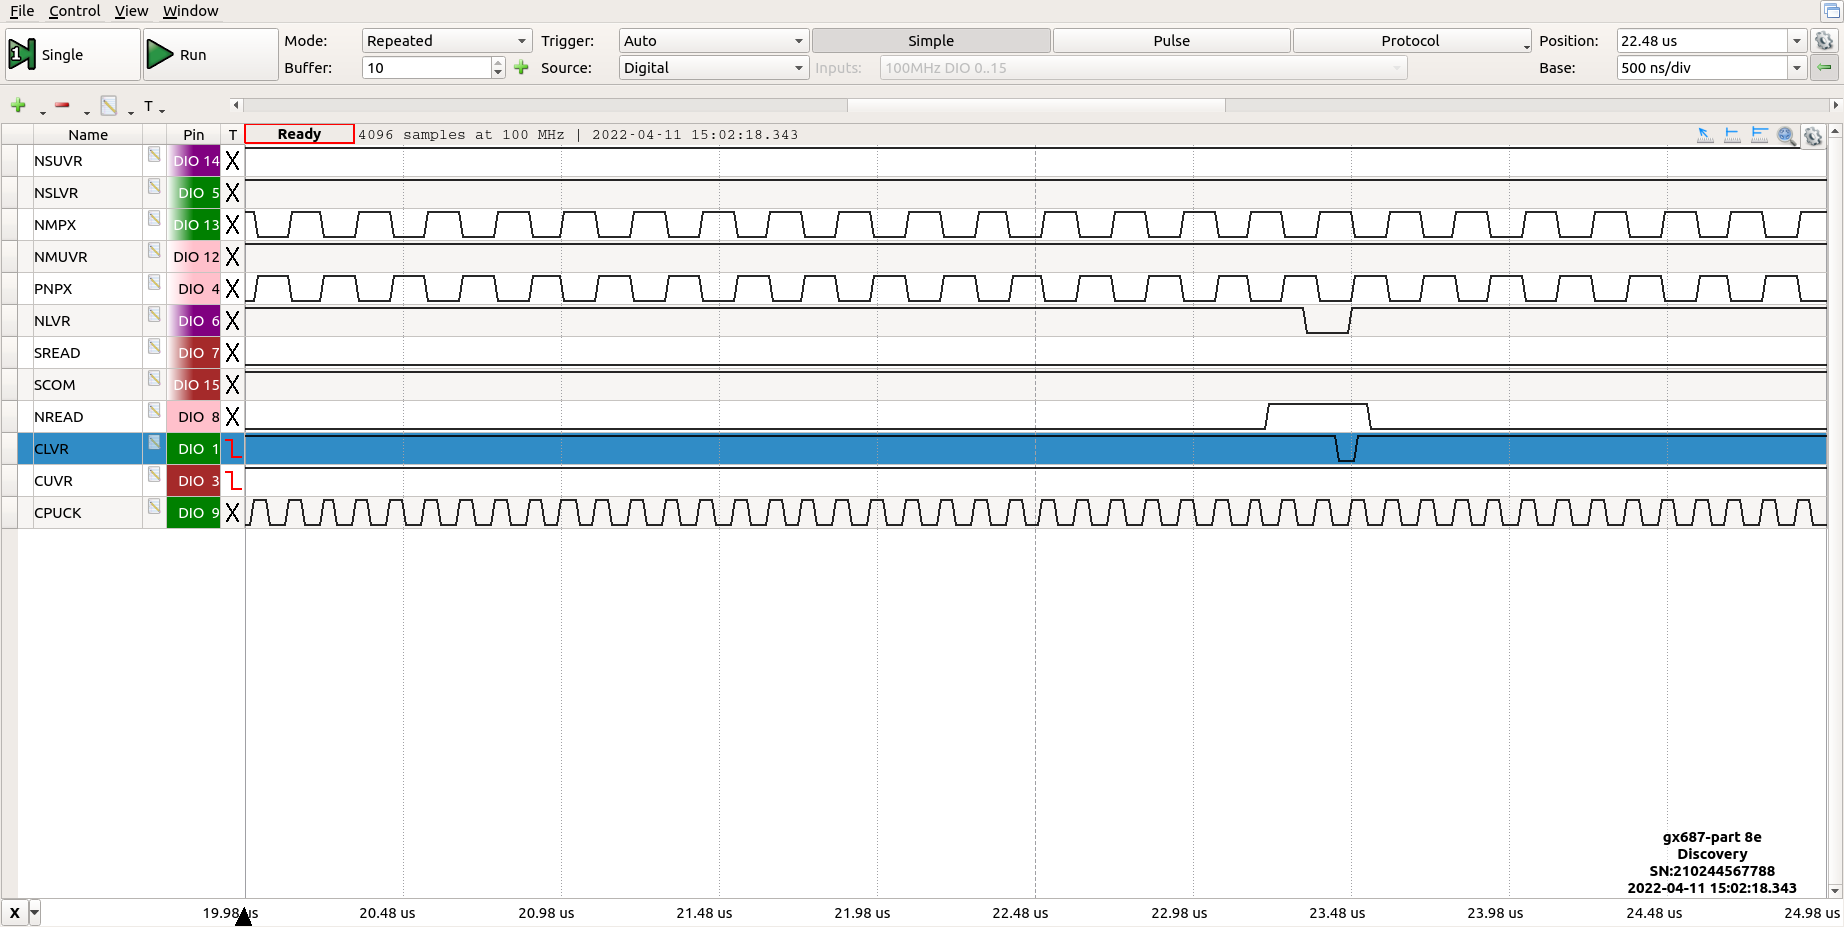 File Control View Window
Single Run Mode: Repeated Trigger: Auto Simple Pulse Protocol Position: 22.48 us
Buffer: 10 Source: Digital Inputs: 100MHz DIO 0..15 Base: 500 ns/div
T
Name Pin T Ready 4096 samples at 100 MHz | 2022-04-11 15:02:18.343
NSUVR DIO 14 X
NSLVR DIO 5 X
NMPX DIO 13 X
NMUVR DIO 12 X
PNPX DIO 4 X
NLVR DIO 6 X
SREAD DIO 7 X
SCOM DIO 15 X
NREAD DIO 8 X
CLVR DIO 1
CUVR DIO 3
CPUCK DIO 9 X
gx687-part 8e
Discovery
SN:210244567788
2022-04-11 15:02:18.343
X 19.98 us 20.48 us 20.98 us 21.48 us 21.98 us 22.48 us 22.98 us 23.48 us 23.98 us 24.48 us 24.98 us